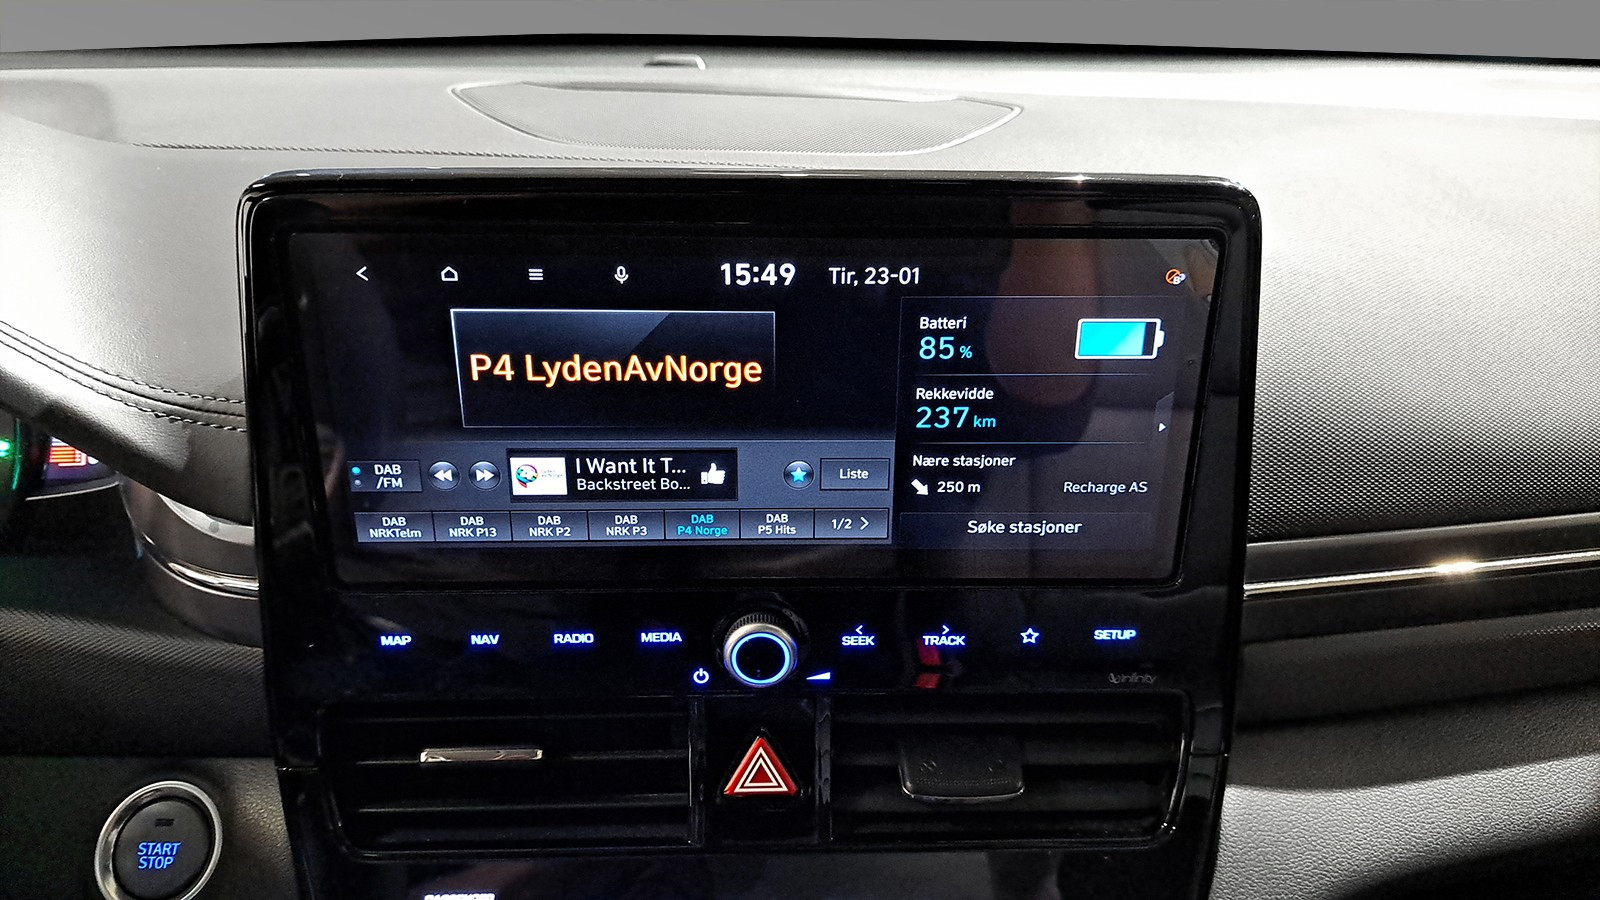 15:49 Tir, 23-01
P4 LydenAvNorge
Batteri
85 %
Rekkevidde
237 km
Nære stasjoner
250 m Recharge AS
Søke stasjoner
DAB
/FM
I Want It T...
Backstreet Bo...
Liste
DAB
NRKTelm
DAB
NRK P13
DAB
NRK P2
DAB
NRK P3
DAB
P4 Norge
DAB
P5 Hits
1/2
MAP
NAV
RADIO
MEDIA
SEEK
TRACK
SETUP
infinity
START
STOP